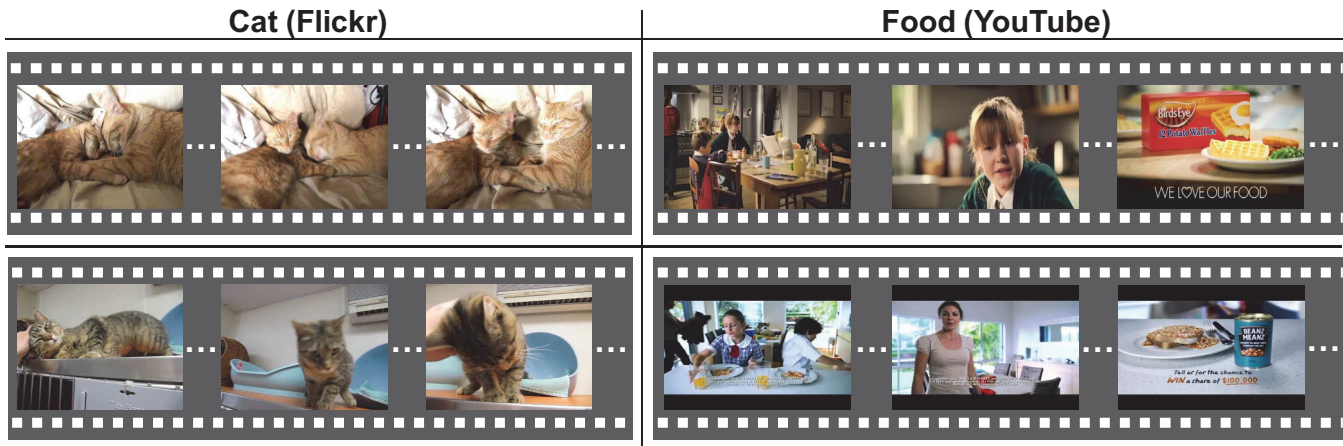 Cat (Flickr)
Food (YouTube)
BirdsEye
12 Potato Waffles
WE LOVE OUR FOOD
BEANZ
MEANZ
Tell us for the chance to
WIN a share of $100,000